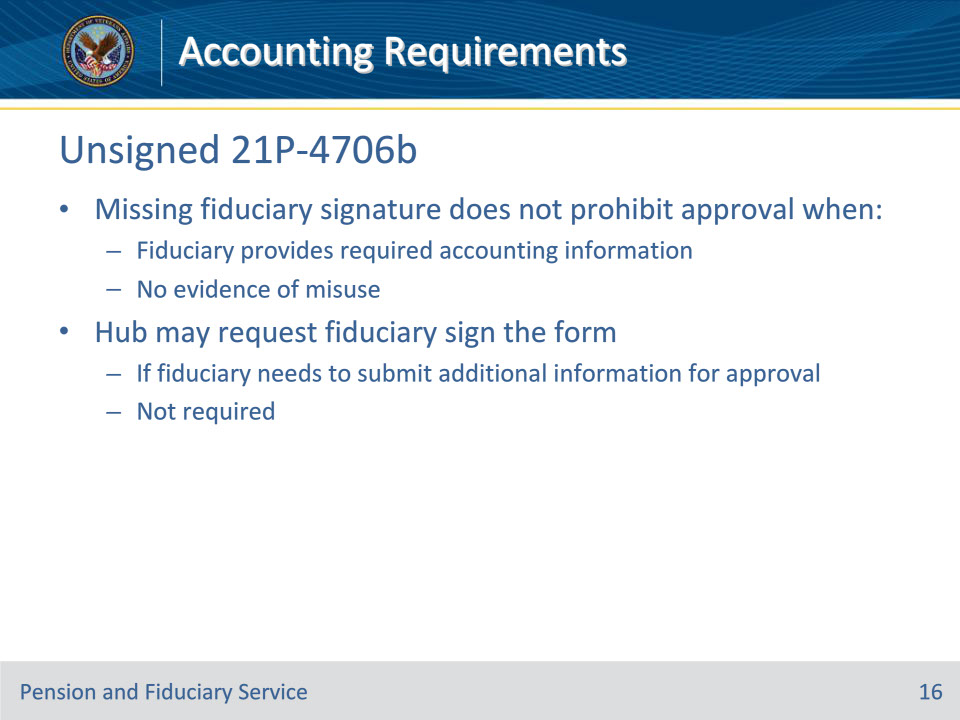 Accounting Requirements
Unsigned 21P-4706b
• Missing fiduciary signature does not prohibit approval when:
– Fiduciary provides required accounting information
– No evidence of misuse
• Hub may request fiduciary sign the form
– If fiduciary needs to submit additional information for approval
– Not required
Pension and Fiduciary Service
16